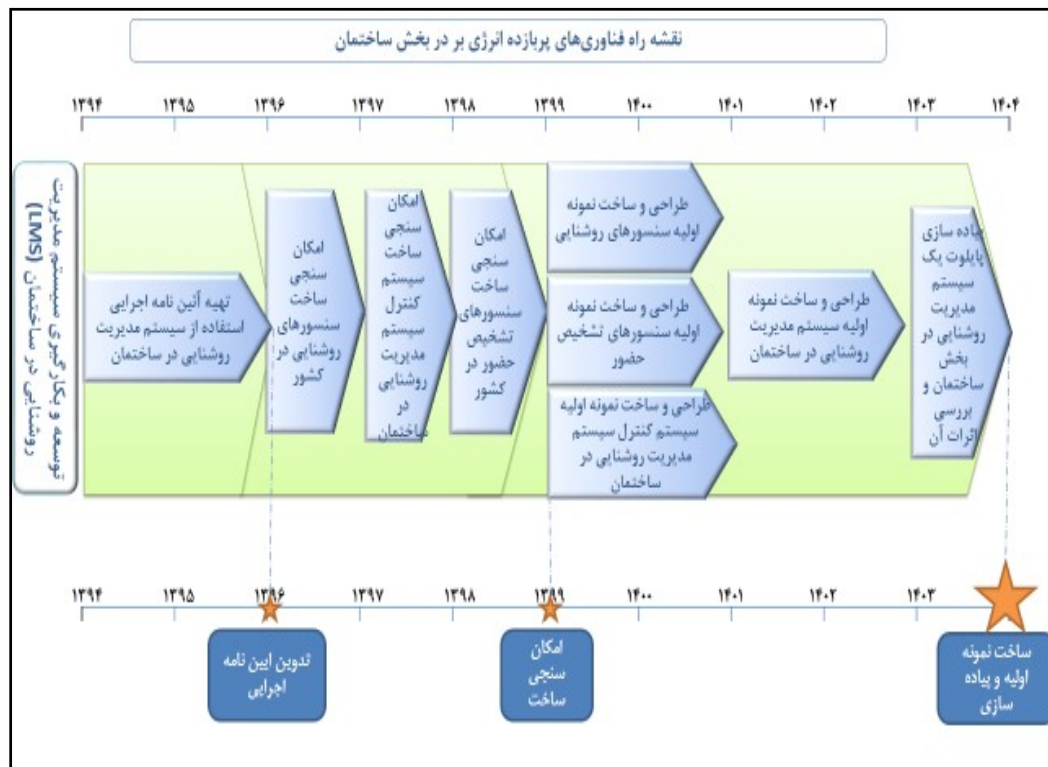 نقشه راه فناوری‌های پربازده انرژی بر در بخش ساختمان
۱۳۹۴ ۱۳۹۵ ۱۳۹۶ ۱۳۹۷ ۱۳۹۸ ۱۳۹۹ ۱۴۰۰ ۱۴۰۱ ۱۴۰۲ ۱۴۰۳ ۱۴۰۴
توسعه و بکارگیری سیستم مدیریت
روشنایی در ساختمان (LMS)
تهیه آئین نامه اجرایی
استفاده از سیستم مدیریت
روشنایی در ساختمان
امکان
سنجی
ساخت
سنسورهای
روشنایی در
کشور
امکان
سنجی
ساخت
سیستم
کنترل
سیستم
مدیریت
روشنایی
در
ساختمان
امکان
سنجی
ساخت
سنسورهای
تشخیص
حضور در
کشور
طراحی و ساخت نمونه
اولیه سنسورهای روشنایی
طراحی و ساخت نمونه
اولیه سنسورهای تشخیص
حضور
طراحی و ساخت نمونه اولیه
سیستم کنترل سیستم
مدیریت روشنایی در
ساختمان
طراحی و ساخت نمونه
اولیه سیستم مدیریت
روشنایی در ساختمان
پیاده سازی
پایلوت یک
سیستم
مدیریت
روشنایی در
بخش
ساختمان و
بررسی
اثرات آن
۱۳۹۴ ۱۳۹۵ ۱۳۹۶ ۱۳۹۷ ۱۳۹۸ ۱۳۹۹ ۱۴۰۰ ۱۴۰۱ ۱۴۰۲ ۱۴۰۳
تدوین ایین نامه
اجرایی
امکان
سنجی
ساخت
ساخت نمونه
اولیه و پیاده
سازی